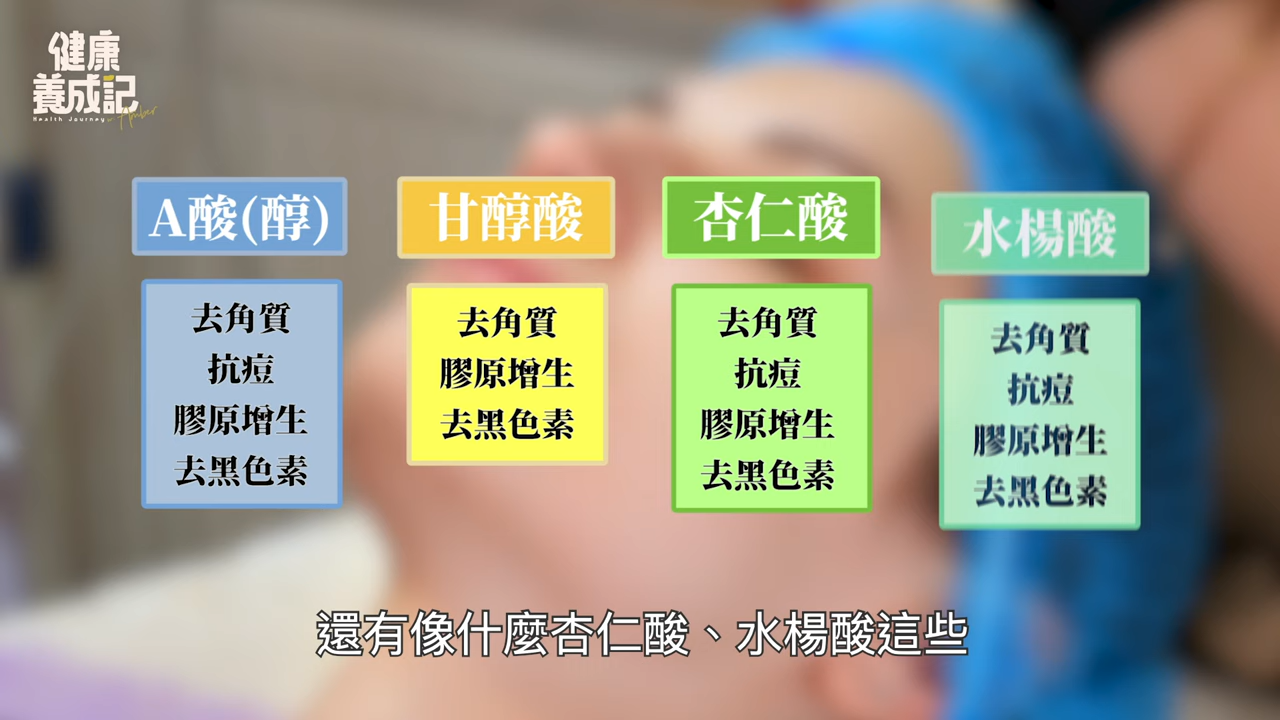 健康
養成記
Health Journey
Amber
A酸(醇)
去角質
抗痘
膠原增生
去黑色素
甘醇酸
去角質
膠原增生
去黑色素
杏仁酸
去角質
抗痘
膠原增生
去黑色素
水楊酸
去角質
抗痘
膠原增生
去黑色素
還有像什麼杏仁酸、水楊酸這些